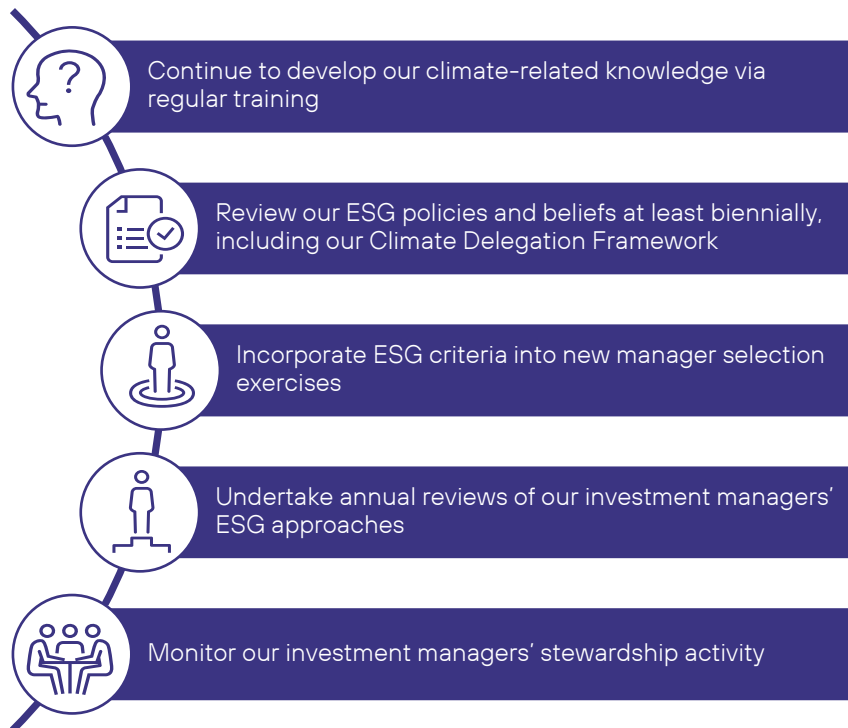 ?
Continue to develop our climate-related knowledge via
regular training
Review our ESG policies and beliefs at least biennially,
including our Climate Delegation Framework
Incorporate ESG criteria into new manager selection
exercises
Undertake annual reviews of our investment managers’
ESG approaches
Monitor our investment managers’ stewardship activity